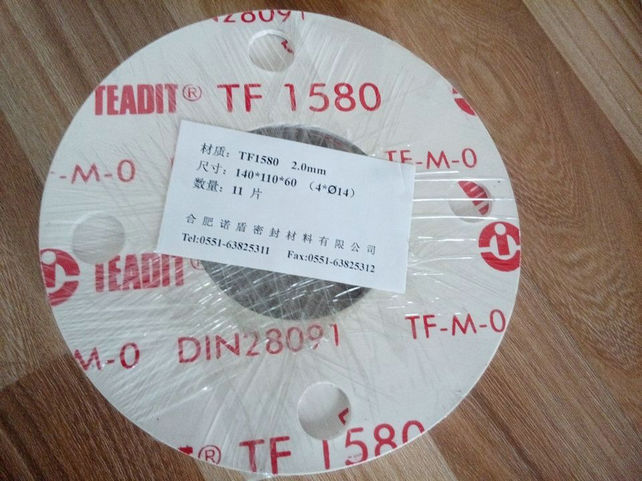 DIN28091
TEADIT® TF 1580
TF-M-0
材质：TF1580 2.0mm
尺寸：140*110*60 （4*Ø14）
数量：11 片
合肥诺盾密封材料有限公司
Tel:0551-63825311 Fax:0551-63825312
TF-M-0
TEADIT®
-M-0
DIN28091
TF-M-0
® TF 1580